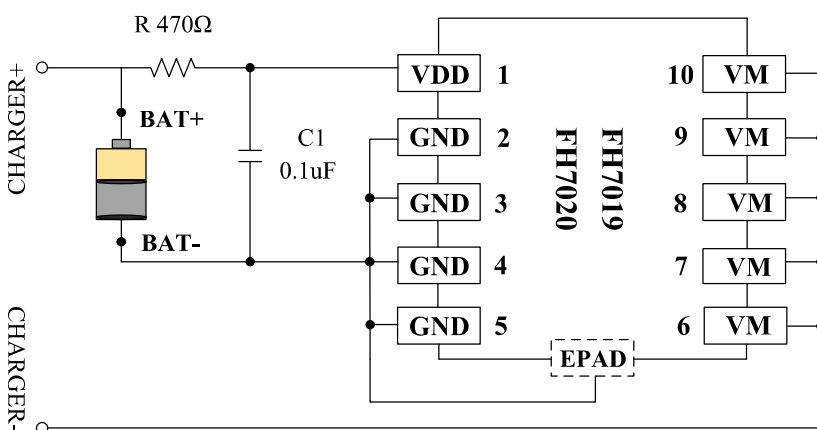 R 470Ω
CHARGER+
BAT+
C1
0.1uF
BAT-
CHARGER-
VDD 1
GND 2
GND 3
GND 4
GND 5
FH7019
FH7020
10 VM
9 VM
8 VM
7 VM
6 VM
EPAD